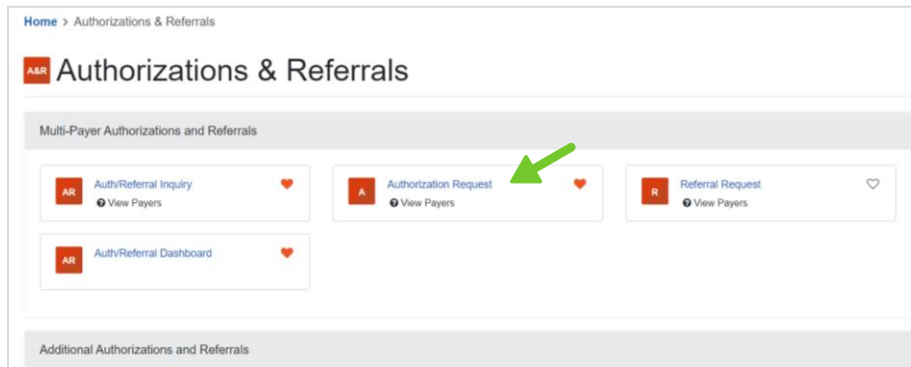 Home > Authorizations & Referrals
A&R Authorizations & Referrals
Multi-Payer Authorizations and Referrals
AR Auth/Referral Inquiry
View Payers
A Authorization Request
View Payers
R Referral Request
View Payers
AR Auth/Referral Dashboard
Additional Authorizations and Referrals